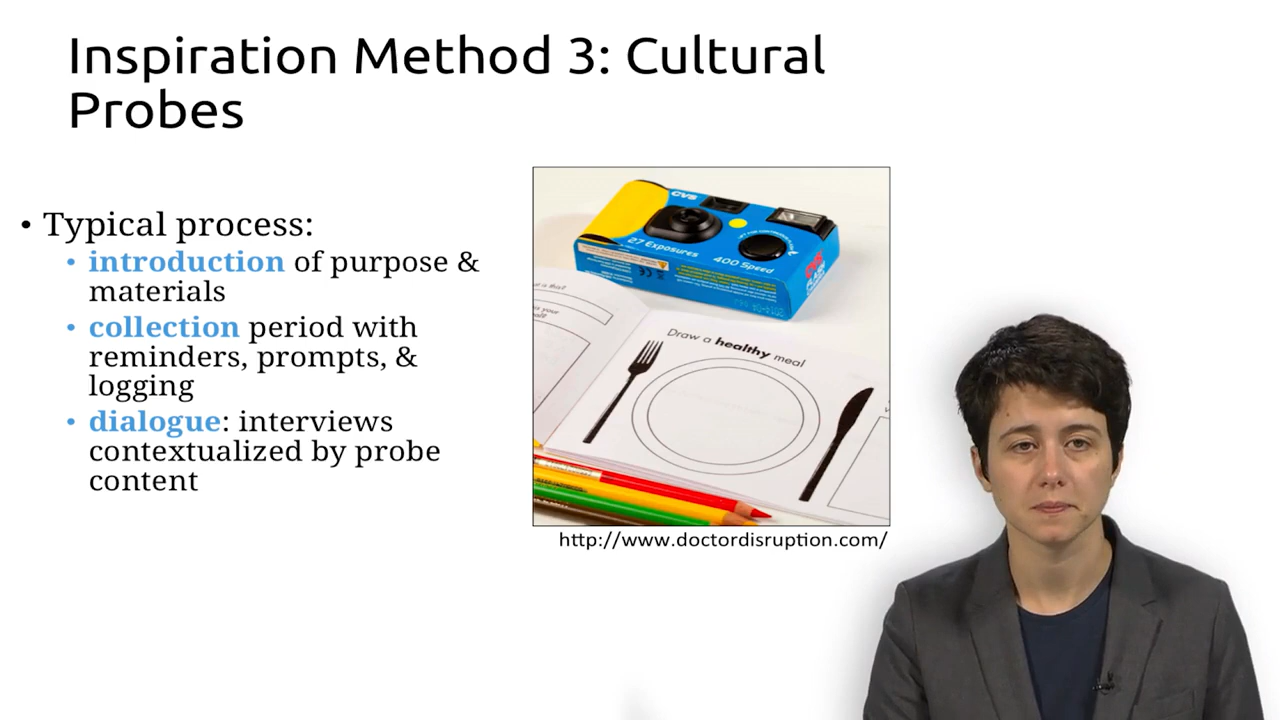 Inspiration Method 3: Cultural
Probes
• Typical process:
• introduction of purpose &
materials
• collection period with
reminders, prompts, &
logging
• dialogue: interviews
contextualized by probe
content
CVS
27 Exposures
400 Speed
Draw a healthy meal
http://www.doctordisruption.com/